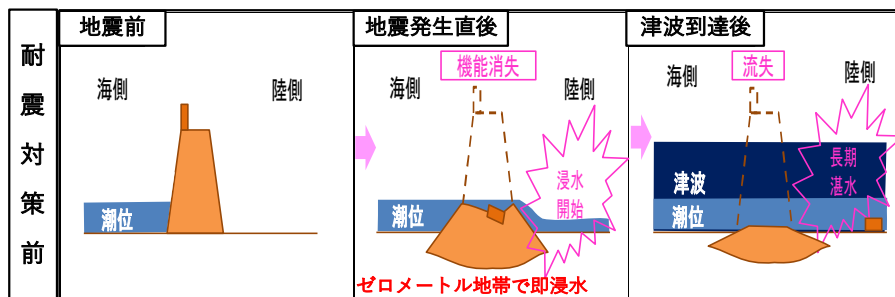 耐震対策前
地震前
海側
陸側
潮位
地震発生直後
機能消失
海側
陸側
浸水
開始
潮位
ゼロメートル地帯で即浸水
津波到達後
海側
流失
陸側
長期
湛水
津波
潮位